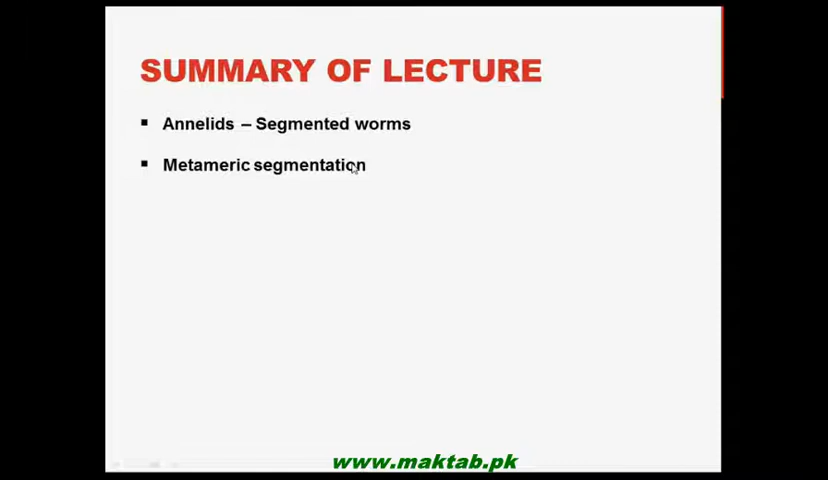 SUMMARY OF LECTURE
▪ Annelids – Segmented worms
▪ Metameric segmentation
www.maktab.pk